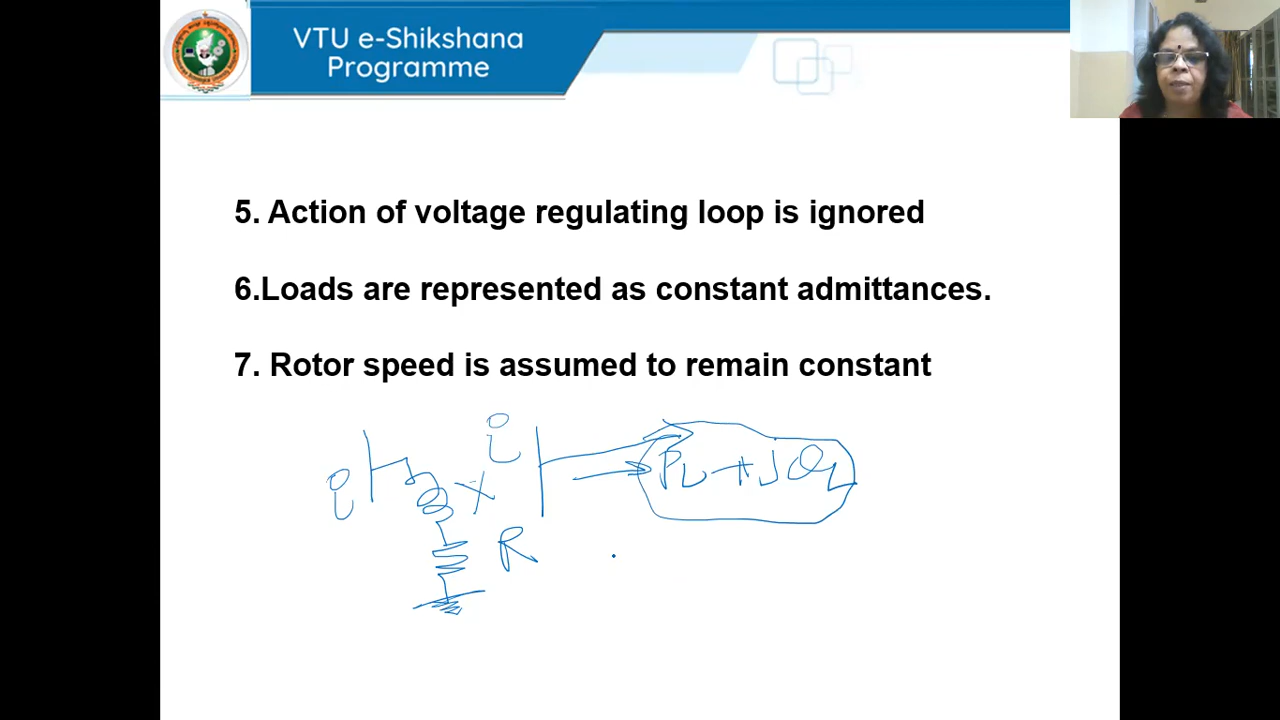 VTU e-Shikshana
Programme
5. Action of voltage regulating loop is ignored
6.Loads are represented as constant admittances.
7. Rotor speed is assumed to remain constant
i
i
X
R
PL + jQL